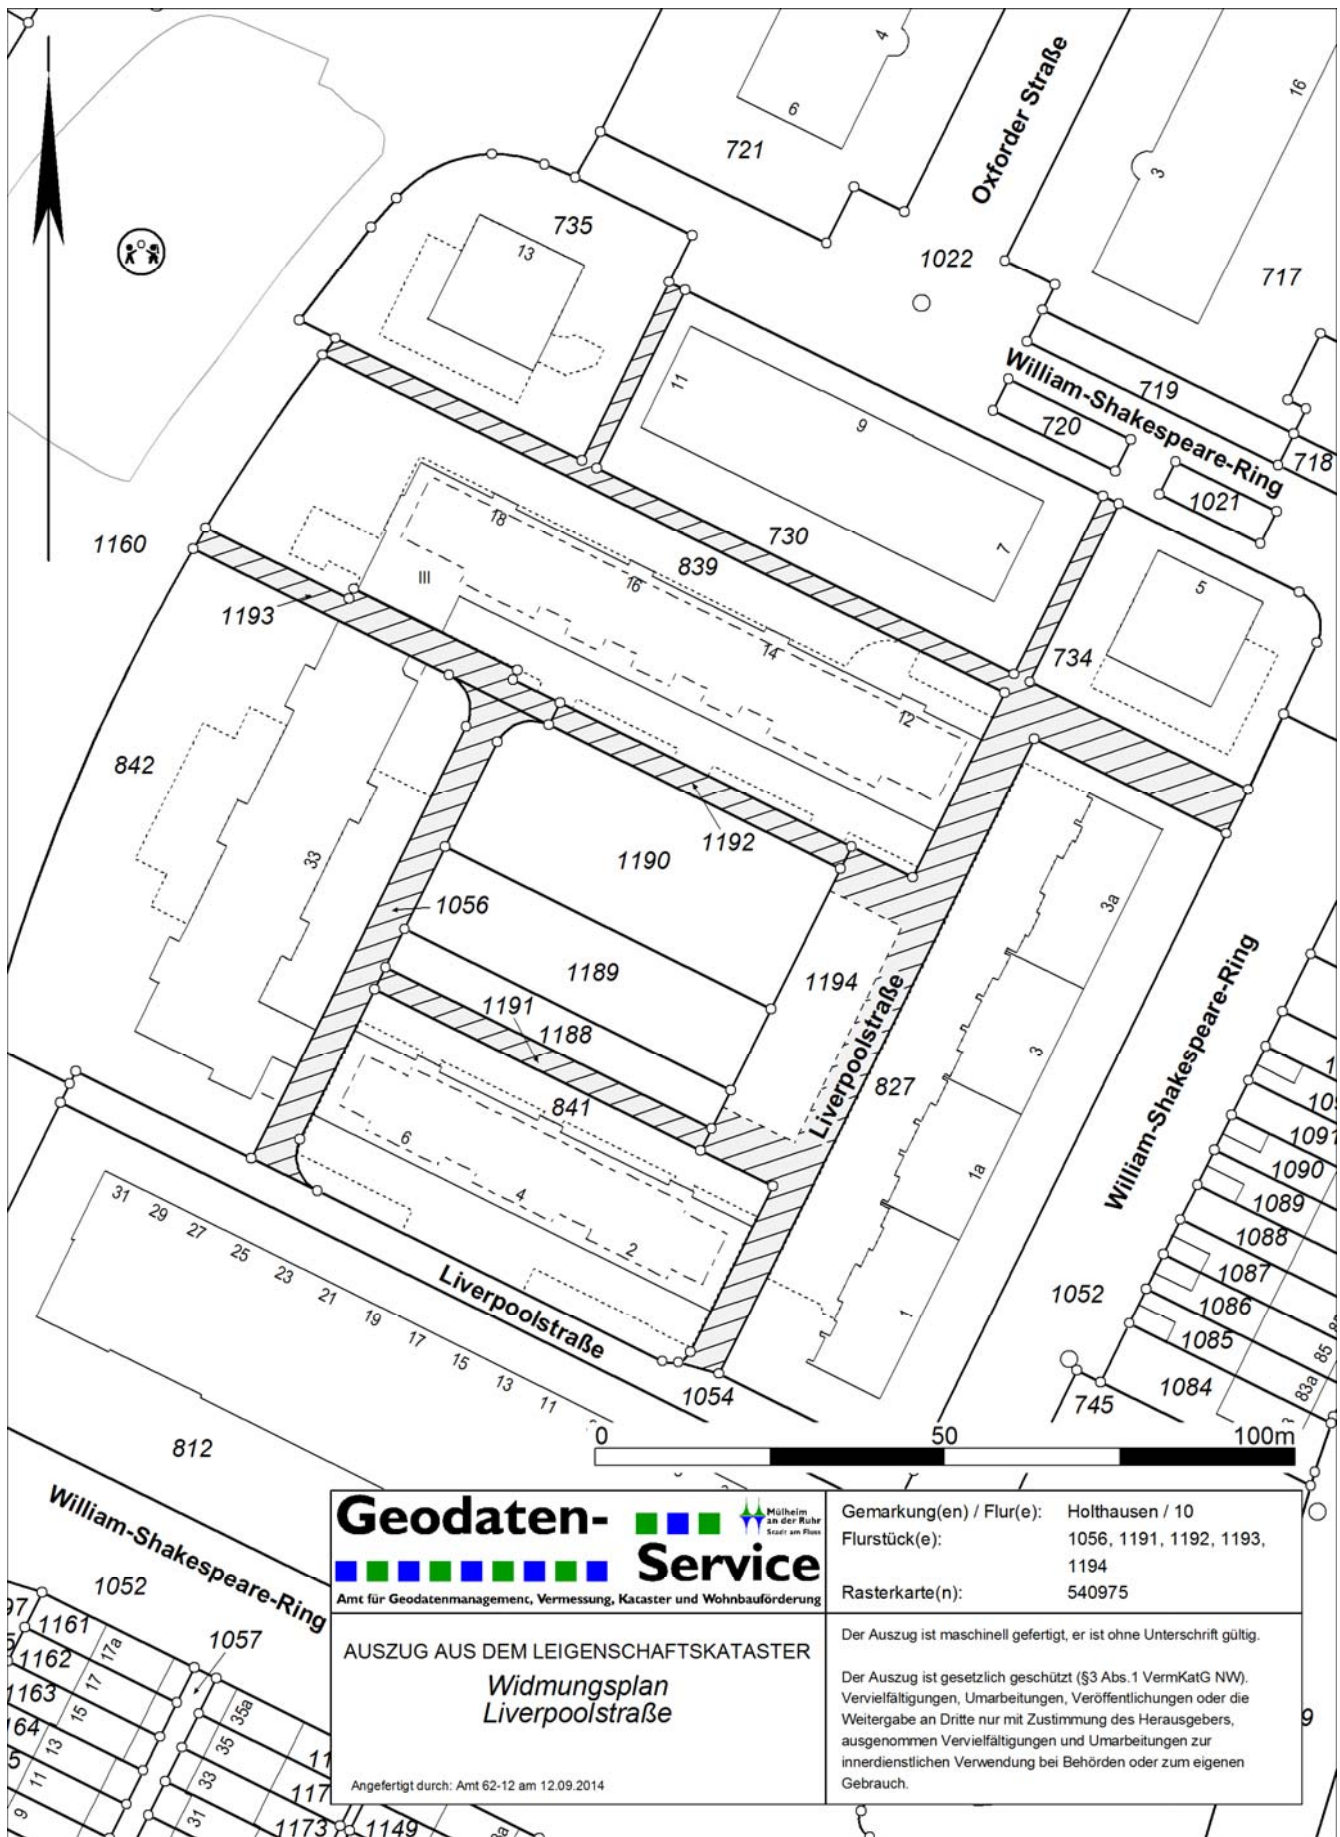 4
6
721
Oxforder Straße
16
3
735
13
1022
717
11
9
William-Shakespeare-Ring
719
720
718
1021
7
730
839
18
16
14
12
III
1160
1193
5
734
842
33
1192
1190
1056
1189
1194
1191
1188
841
Liverpoolstraße
827
3a
3
1a
1
William-Shakespeare-Ring
6
4
2
31
29
27
25
23
21
19
17
15
13
11
Liverpoolstraße
1091
1090
1089
1088
1087
1086
1085
1084
85
83a
1052
745
1054
812
0
50
100m
William-Shakespeare-Ring
1052
1057
1161
1162
17a
17
15
13
11
9
35a
35
33
31
1173
1149
Geodaten-
Service
Mülheim
an der Ruhr
Stadt am Fluss
Amt für Geodatenmanagement, Vermessung, Kataster und Wohnbauförderung
Gemarkung(en) / Flur(e): Holthausen / 10
Flurstück(e): 1056, 1191, 1192, 1193,
1194
Rasterkarte(n): 540975
AUSZUG AUS DEM LEIGENSCHAFTSKATASTER
Widmungsplan
Liverpoolstraße
Angefertigt durch: Amt 62-12 am 12.09.2014
Der Auszug ist maschinell gefertigt, er ist ohne Unterschrift gültig.
Der Auszug ist gesetzlich geschützt (§3 Abs.1 VermKatG NW).
Vervielfältigungen, Umarbeitungen, Veröffentlichungen oder die
Weitergabe an Dritte nur mit Zustimmung des Herausgebers,
ausgenommen Vervielfältigungen und Umarbeitungen zur
innerdienstlichen Verwendung bei Behörden oder zum eigenen
Gebrauch.